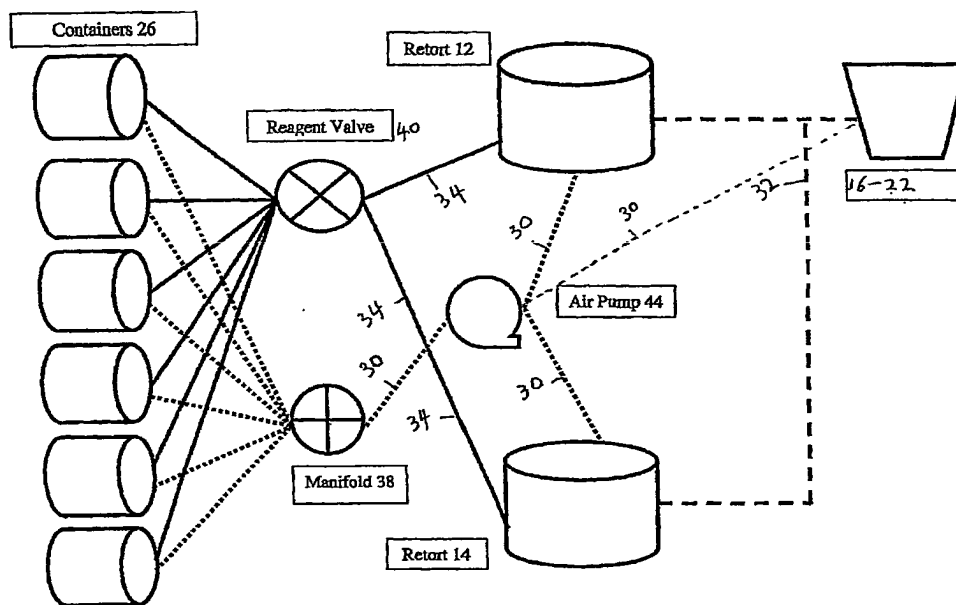 Containers 26
Retort 12
Reagent Valve 40
34
30
30
32
16-22
Air Pump 44
34
30
30
34
Manifold 38
Retort 14